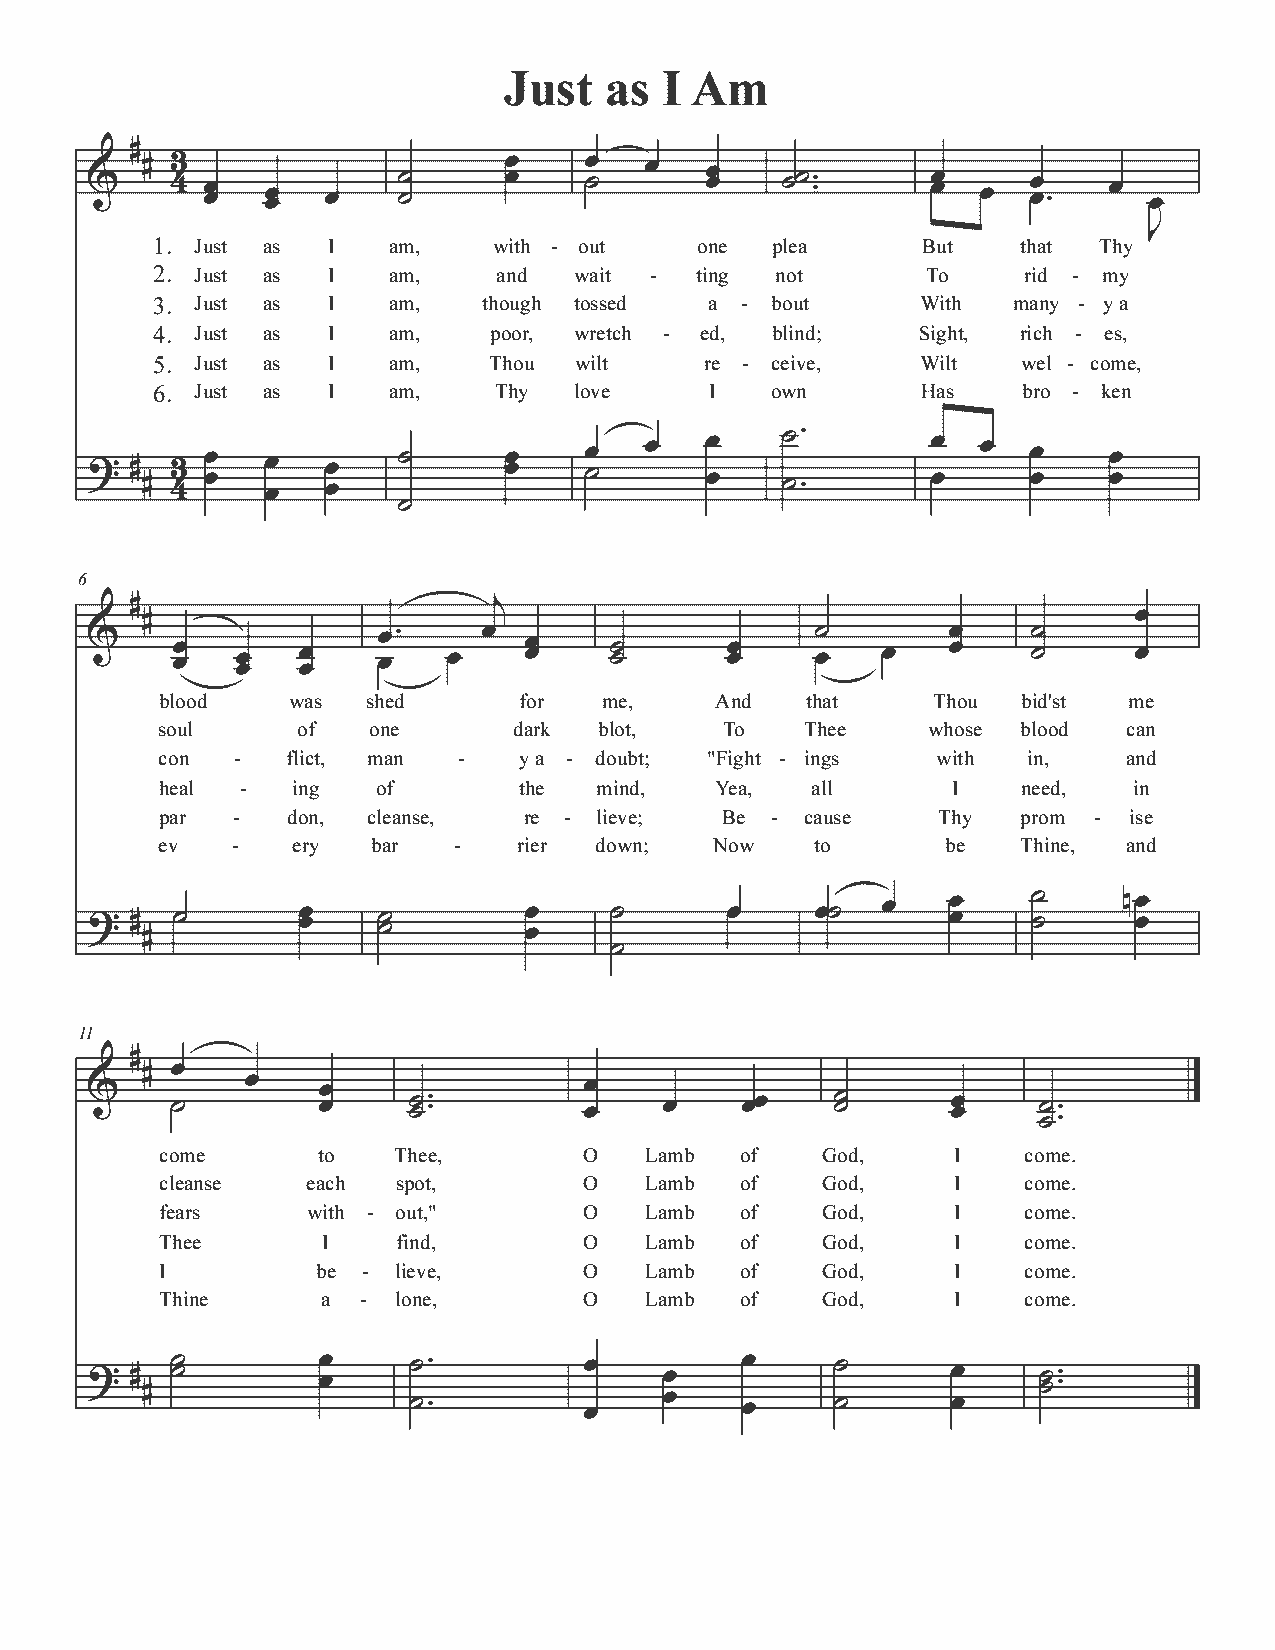 Just as I Am
3
4
1. Just as I am, with - out one plea But that Thy
2. Just as I am, and wait - ting not To rid - my
3. Just as I am, though tossed a - bout With many - y a
4. Just as I am, poor, wretch - ed, blind; Sight, rich - es,
5. Just as I am, Thou wilt re - ceive, Wilt wel - come,
6. Just as I am, Thy love I own Has bro - ken
3
4
6
blood was shed for me, And that Thou bid'st me
soul of one dark blot, To Thee whose blood can
con - flict, man - y a - doubt; "Fight - ings with in, and
heal - ing of the mind, Yea, all I need, in
par - don, cleanse, re - lieve; Be - cause Thy prom - ise
ev - ery bar - rier down; Now to be Thine, and
11
come to Thee, O Lamb of God, I come.
cleanse each spot, O Lamb of God, I come.
fears with - out," O Lamb of God, I come.
Thee I find, O Lamb of God, I come.
I be - lieve, O Lamb of God, I come.
Thine a - lone, O Lamb of God, I come.